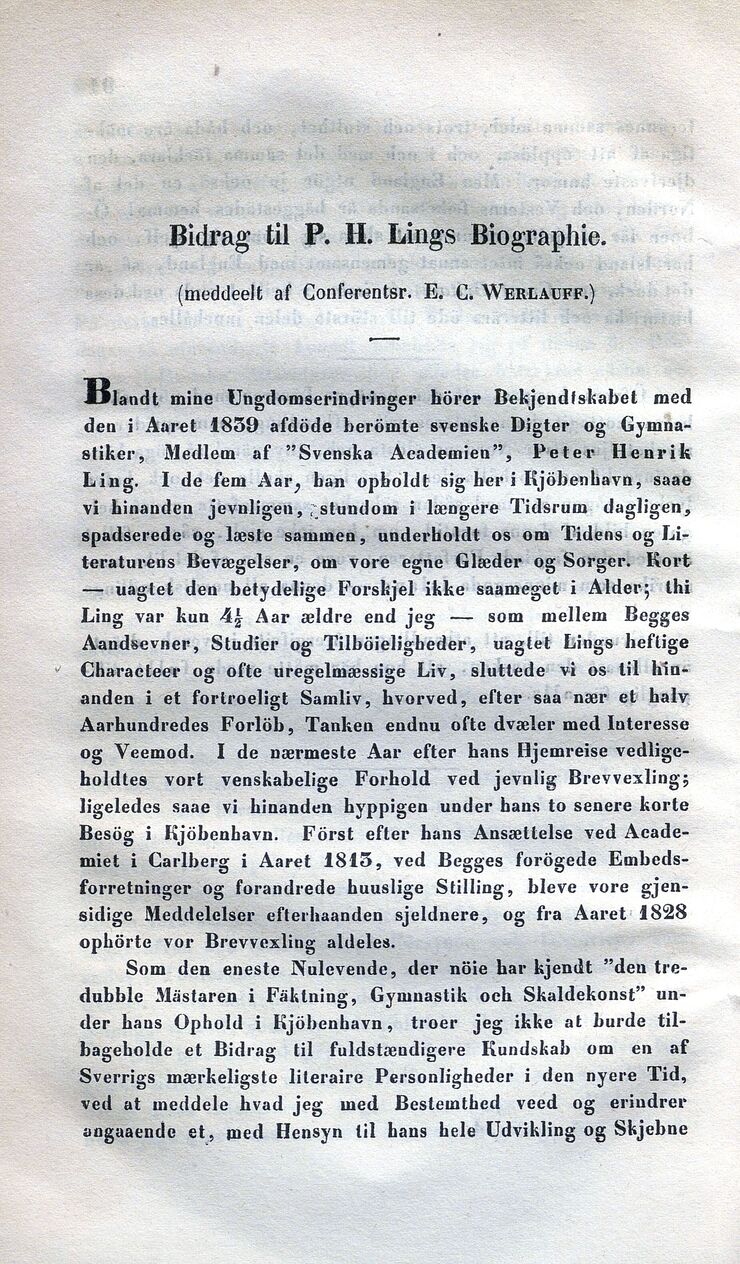 Bidrag til P. H. Lings Biographie.
(meddeelt af Conferentsr. E. C. WERLAUFF.)
Blandt mine Ungdomserindringer hörer Bekjendtskabet med
den i Aaret 1839 afdöde berömte svenske Digter og Gymna-
stiker, Medlem af "Svenska Academien", Peter Henrik
Ling. I de fem Aar, han opholdt sig her i Kjöbenhavn, saae
vi hinanden jevnligen, stundom i længere Tidsrum dagligen,
spadserede og læste sammen, underholdt os om Tidens og Li-
teraturens Bevægelser, om vore egne Glæder og Sorger. Kort
— uagtet den betydelige Forskjel ikke saameget i Alder; thi
Ling var kun 4½ Aar ældre end jeg — som mellem Begges
Aandsevner, Studier og Tilböieligheder, uagtet Lings heftige
Characteer og ofte uregelmæssige Liv, sluttede vi os til hin-
anden i et fortroeligt Samliv, hvorved, efter saa nær et halv
Aarhundredes Forlöb, Tanken endnu ofte dvæler med Interesse
og Veemod. I de nærmeste Aar efter hans Hjemreise vedlige-
holdtes vort venskabelige Forhold ved jevnlig Brevvexling;
ligeledes saae vi hinanden hyppigen under hans to senere korte
Besög i Kjöbenhavn. Först efter hans Ansættelse ved Acade-
miet i Carlberg i Aaret 1813, ved Begges forögede Embeds-
forretninger og forandrede huuslige Stilling, bleve vore gjen-
sidige Meddelelser efterhaanden sjeldnere, og fra Aaret 1828
ophörte vor Brevvexling aldeles.
Som den eneste Nulevende, der nöie har kjendt "den tre-
dubble Mästaren i Fäktning, Gymnastik och Skaldekonst" un-
der hans Ophold i Kjöbenhavn, troer jeg ikke at burde til-
bageholde et Bidrag til fuldstændigere Kundskab om en af
Sverrigs mærkeligste literaire Personligheder i den nyere Tid,
ved at meddele hvad jeg med Bestemthed veed og erindrer
angaaende et, med Hensyn til hans hele Udvikling og Skjebne